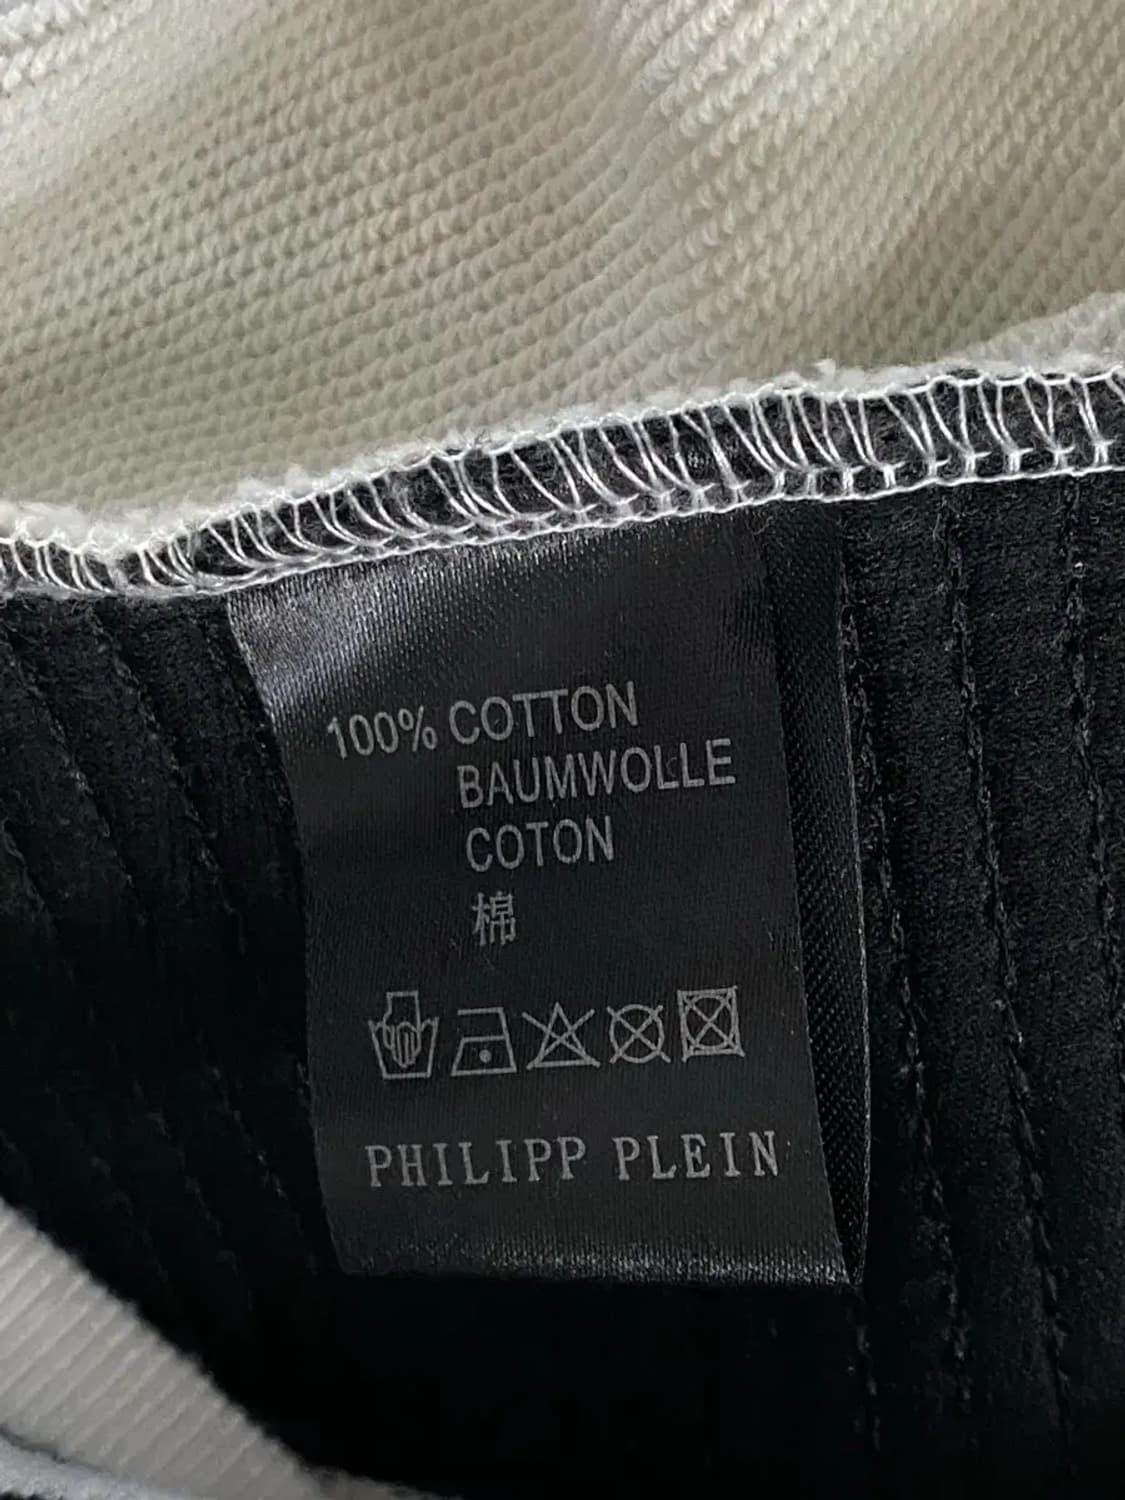 100% COTTON
BAUMWOLLE
COTON
棉
PHILIPP PLEIN